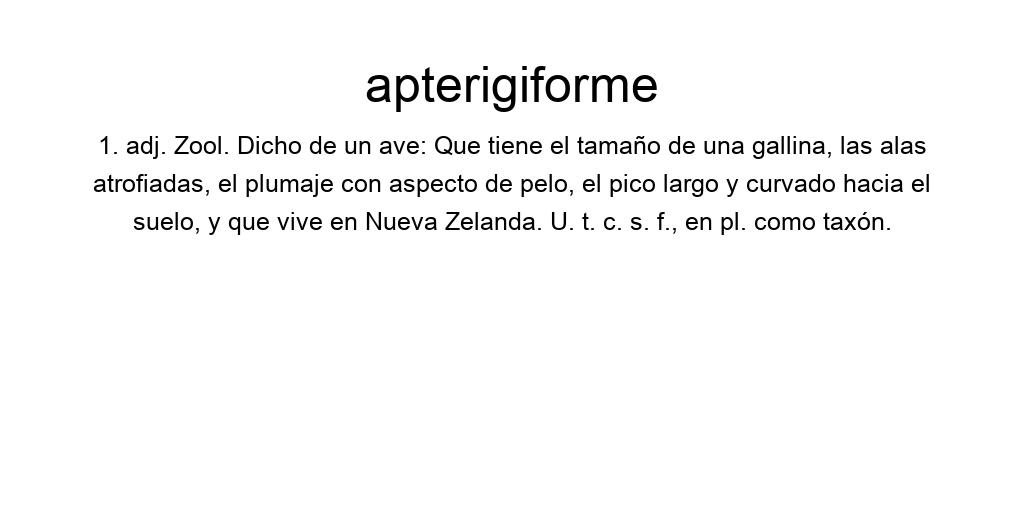 apterigiforme
1. adj. Zool. Dicho de un ave: Que tiene el tamaño de una gallina, las alas
atrofiadas, el plumaje con aspecto de pelo, el pico largo y curvado hacia el
suelo, y que vive en Nueva Zelanda. U. t. c. s. f., en pl. como taxón.